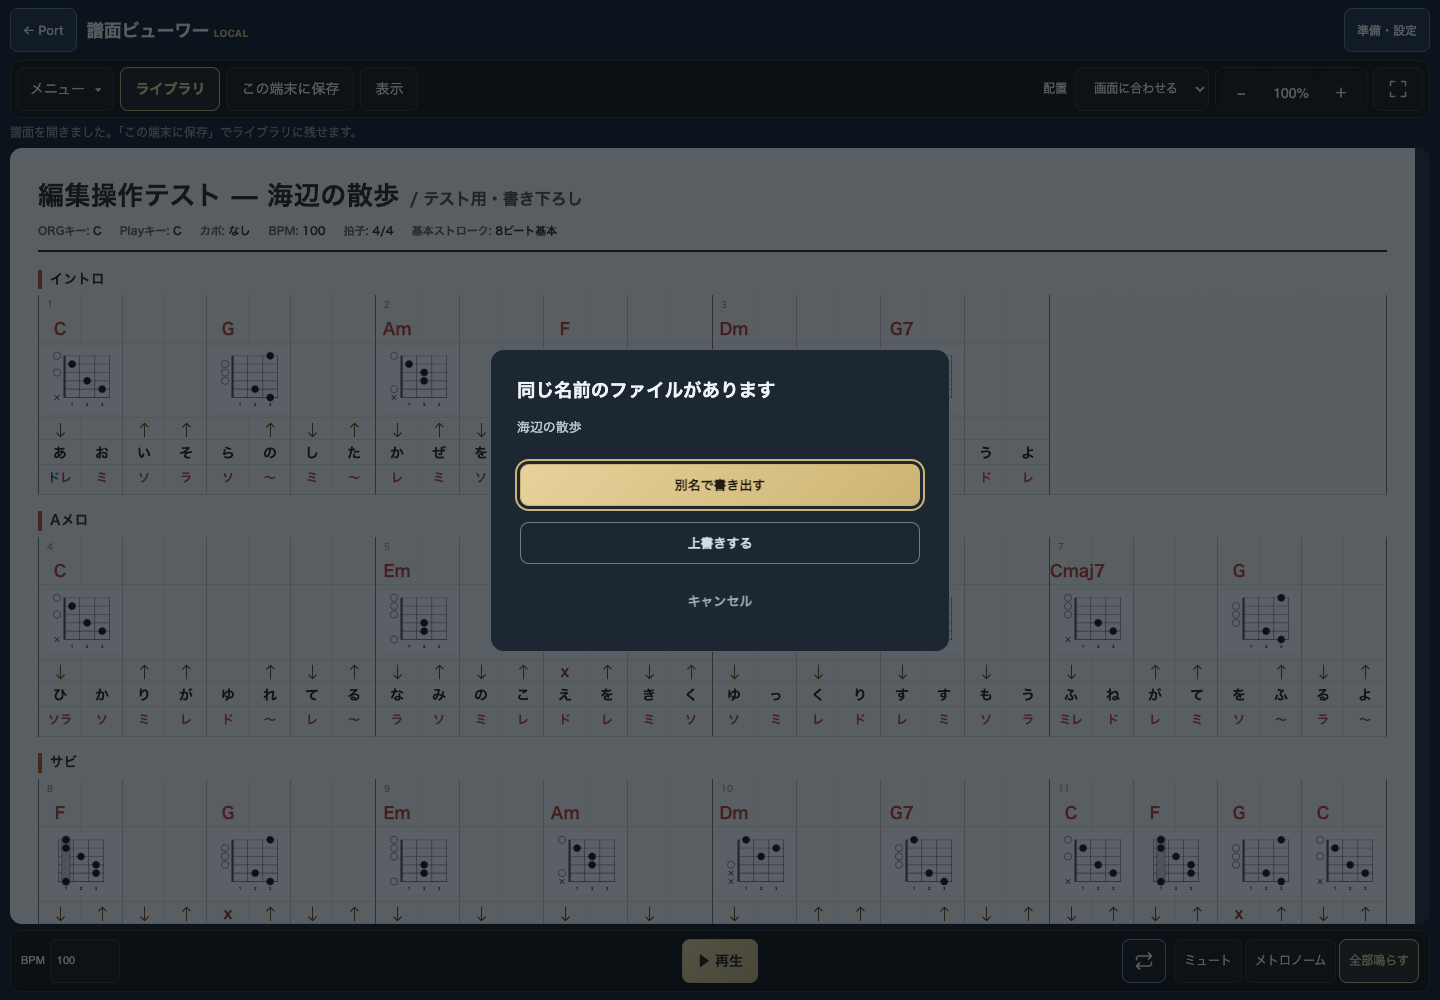 ← Port 譜面ビューワー LOCAL 準備・設定
メニュー ライブラリ この端末に保存 表示 配置 画面に合わせる − 100% +
譜面を開きました。「この端末に保存」でライブラリに残せます。
編集操作テスト — 海辺の散歩 / テスト用・書き下ろし
ORGキー: C Playキー: C カポ: なし BPM: 100 拍子: 4/4 基本ストローク: 8ビート基本
イントロ
1 2 3
C G Am F Dm G7
↓ ↑ ↑ ↑ ↓ ↑ ↓ ↑ ↓
あ お い そ ら の し た か ぜ を う よ
ドレ ミ ソ ラ ソ 〜 ミ 〜 レ ミ ソ ド レ
同じ名前のファイルがあります
海辺の散歩
別名で書き出す
上書きする
キャンセル
Aメロ
4 5 7
C Em Cmaj7 G
↓ ↑ ↑ ↑ ↓ ↑ ↓ ↑ ↓ ↑ x ↑ ↓ ↑ ↓ ↓ ↓ ↓ ↑ ↑ ↑ ↓ ↑
ひ か り が ゆ れ て る な み の こ え を き く ゆ っ く り す す も う ふ ね が て を ふ る よ
ソラ ソ ミ レ ド 〜 レ 〜 ラ ソ ミ レ ド レ ミ ソ ソ ミ レ ド レ ミ ソ ラ ミレ ド レ ミ ソ 〜 ラ 〜
サビ
8 9 10 11
F G Em Am Dm G7 C F G C
↓ ↑ ↓ ↑ x ↑ ↓ ↑ ↓ ↓ ↓ ↓ ↓ ↑ ↑ ↑ ↓ ↑ ↓ ↑ ↓ ↑ x ↑ ↓ ↑
BPM 100 ▶ 再生 ミュート メトロノーム 全部鳴らす